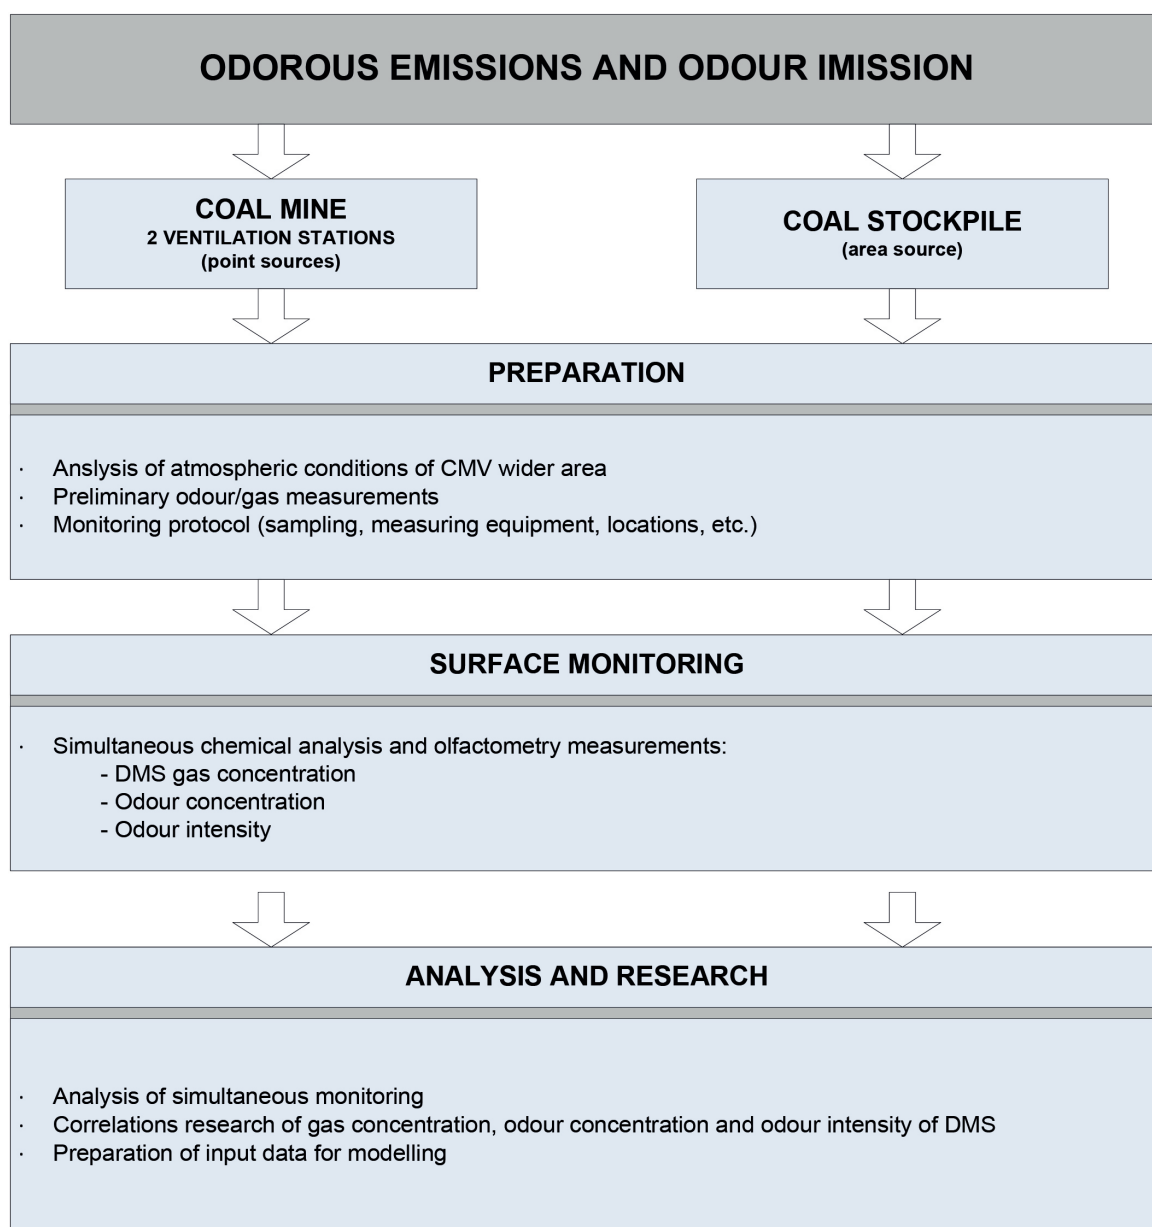 ODOROUS EMISSIONS AND ODOUR IMISSION
COAL MINE
2 VENTILATION STATIONS
(point sources)
COAL STOCKPILE
(area source)
PREPARATION
· Anslysis of atmospheric conditions of CMV wider area
· Preliminary odour/gas measurements
· Monitoring protocol (sampling, measuring equipment, locations, etc.)
SURFACE MONITORING
· Simultaneous chemical analysis and olfactometry measurements:
- DMS gas concentration
- Odour concentration
- Odour intensity
ANALYSIS AND RESEARCH
· Analysis of simultaneous monitoring
· Correlations research of gas concentration, odour concentration and odour intensity of DMS
· Preparation of input data for modelling